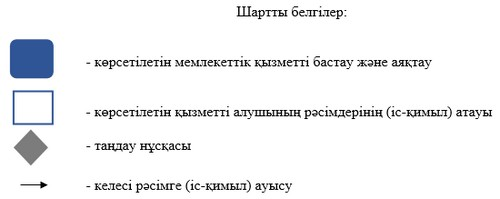 Шартты белгілер:
- көрсетілетін мемлекеттік қызметті бастау және аяқтау
- көрсетілетін қызметті алушының рәсімдерінің (іс-қимыл) атауы
- таңдау нұсқасы
- келесі рәсімге (іс-қимыл) ауысу